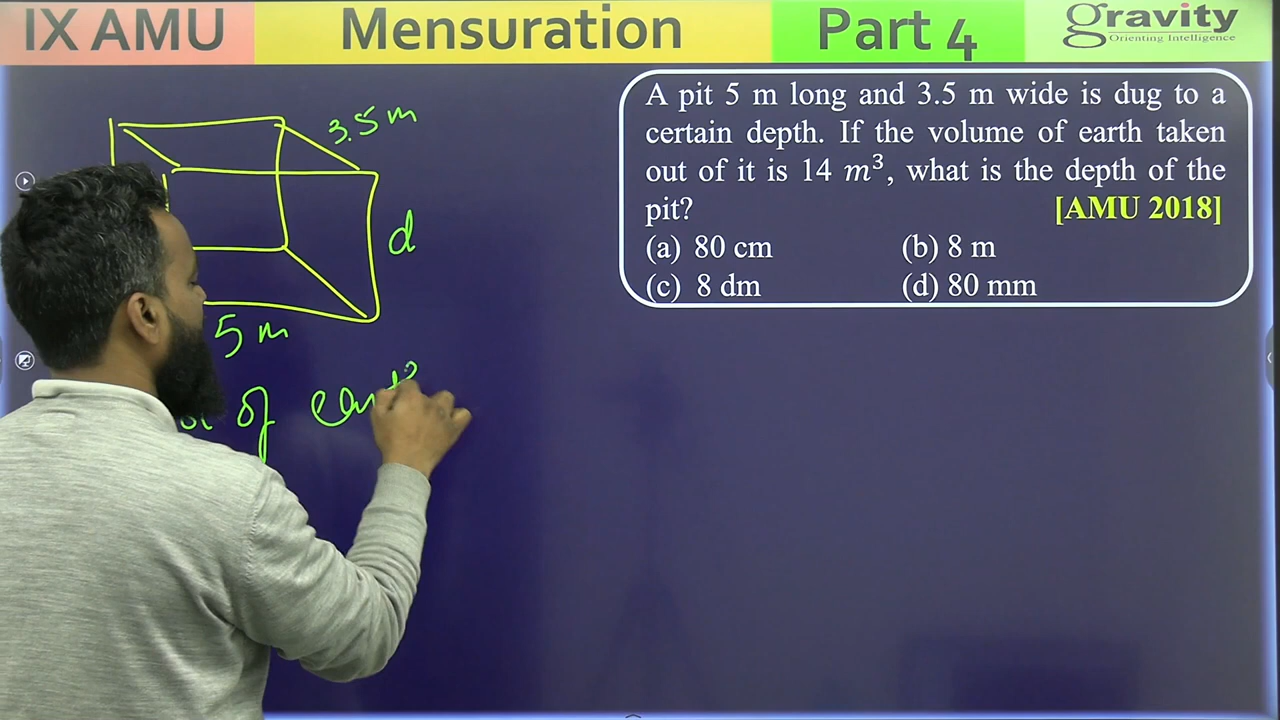 IX AMU
Mensuration
Part 4
gravity
Orienting Intelligence
A pit 5 m long and 3.5 m wide is dug to a
certain depth. If the volume of earth taken
out of it is 14 m³, what is the depth of the
pit? [AMU 2018]
(a) 80 cm (b) 8 m
(c) 8 dm (d) 80 mm
3.5 m
d
5 m
of